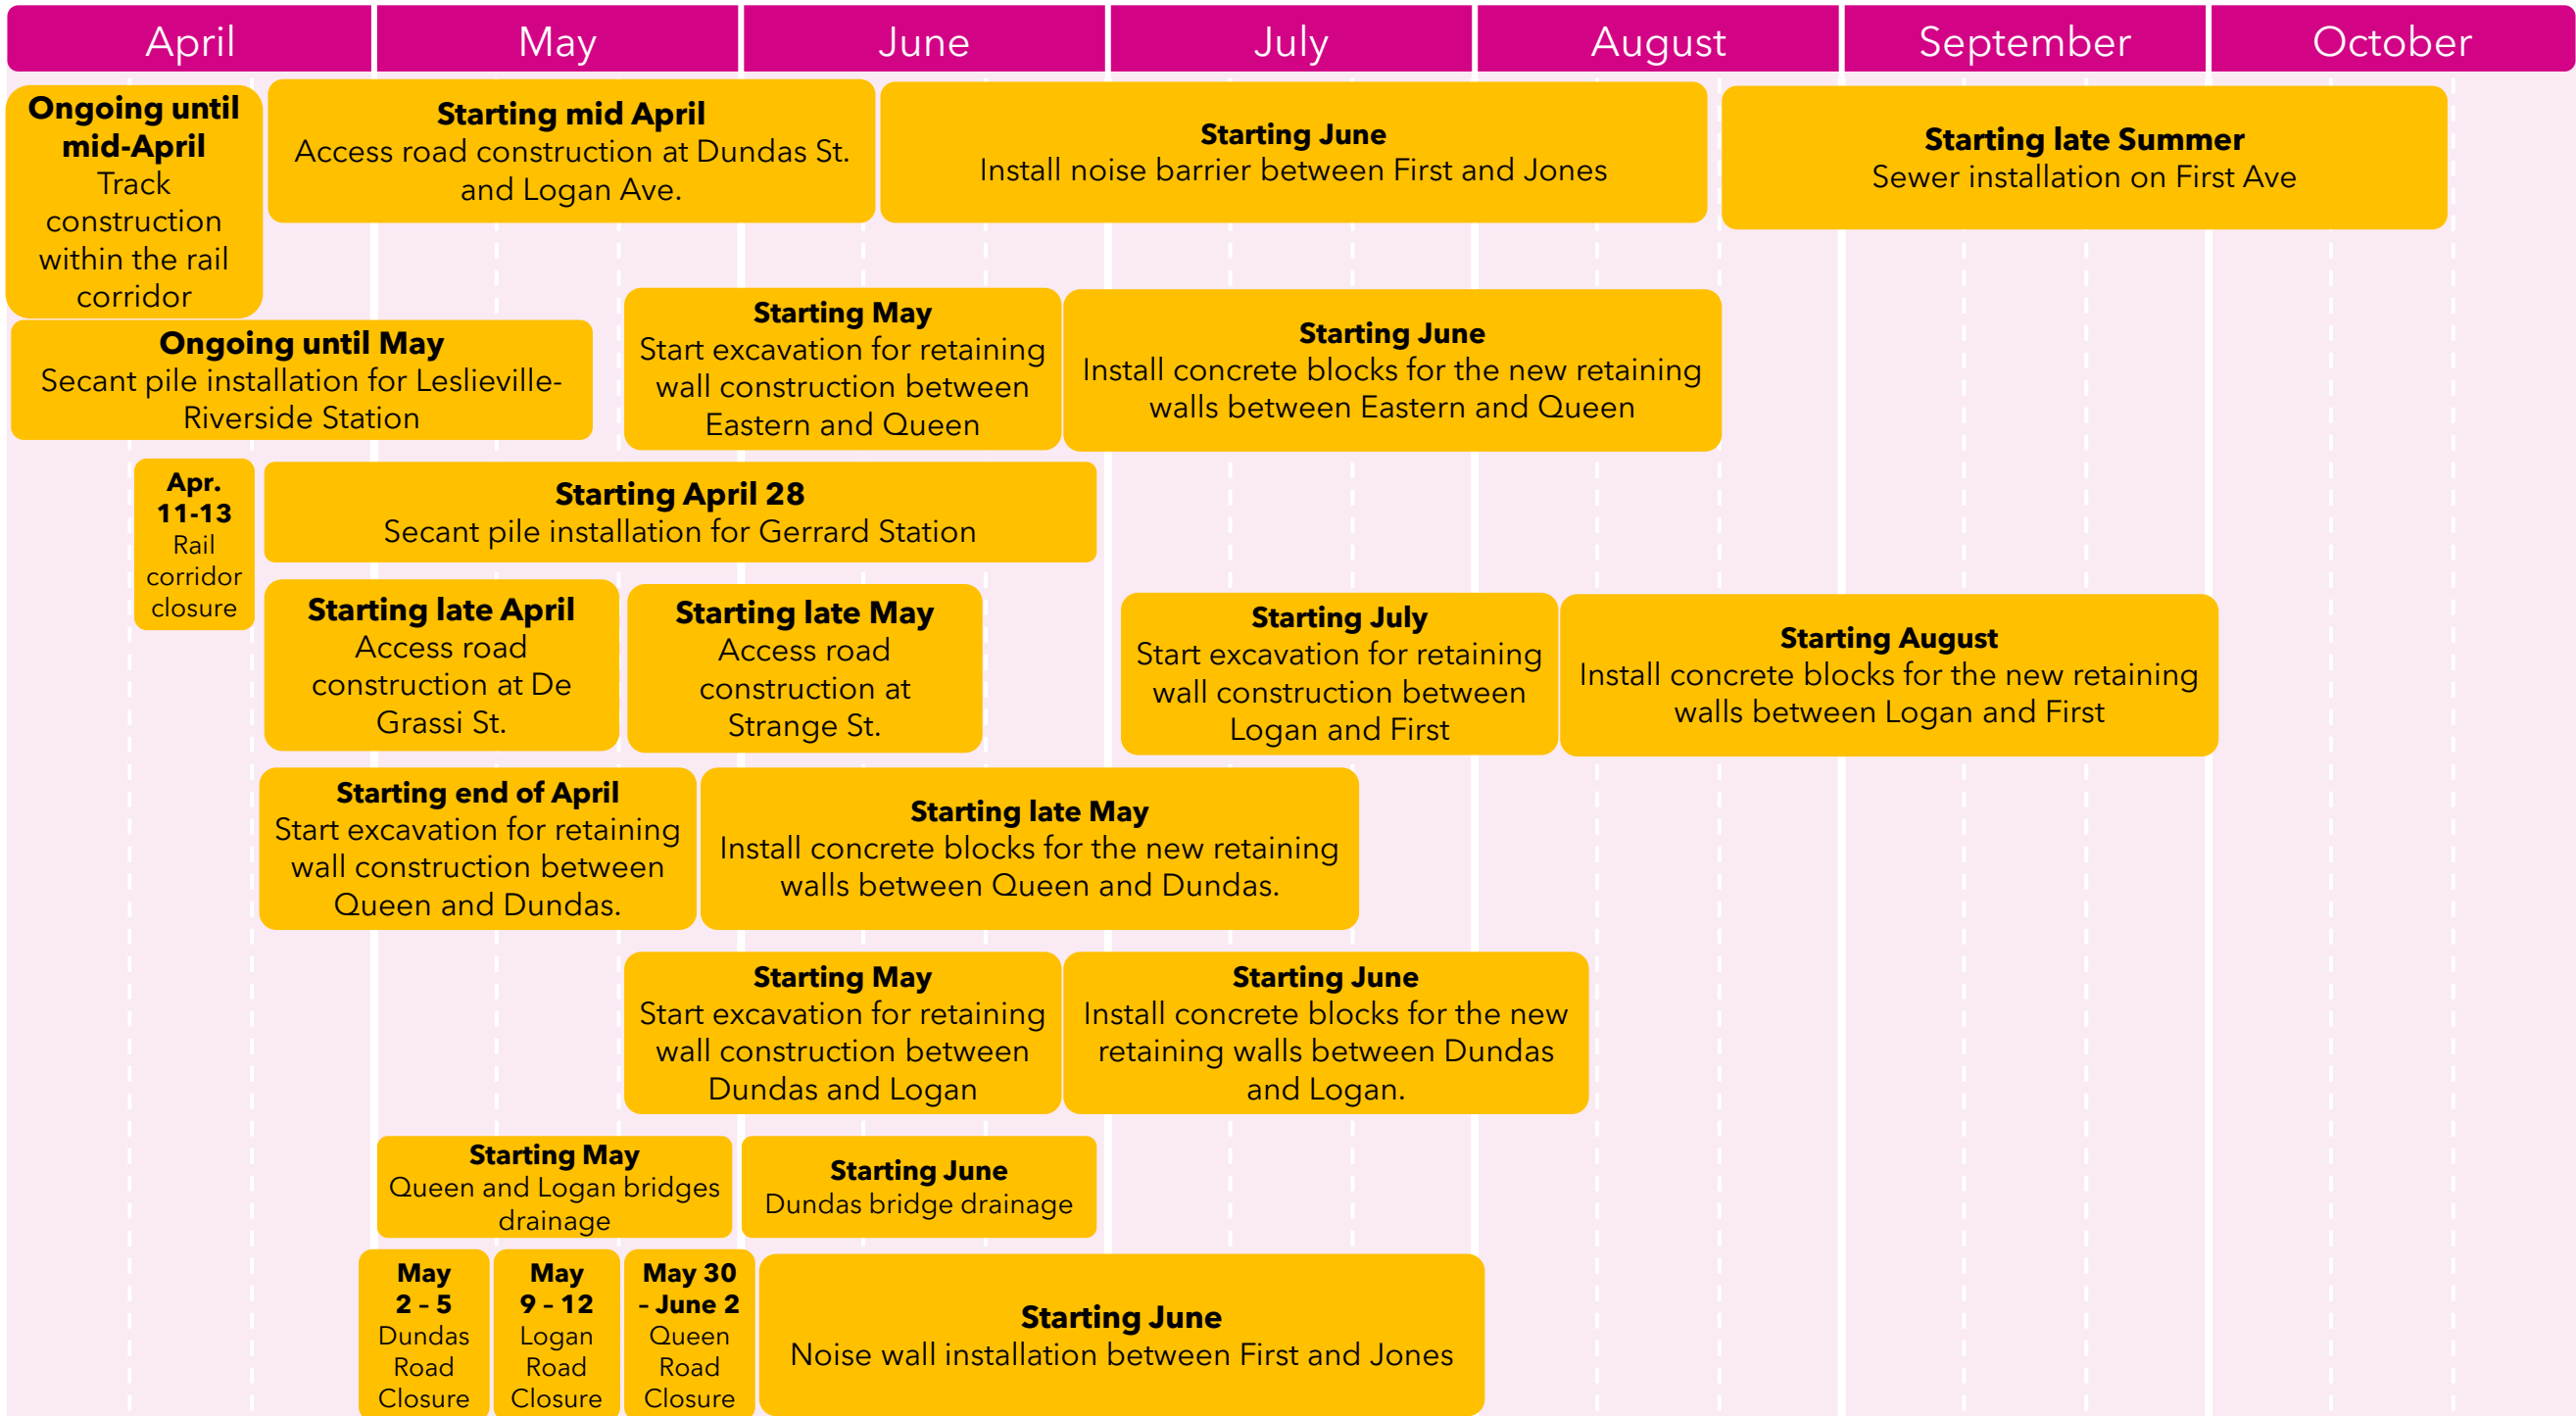 April
May
June
July
August
September
October
Ongoing until
mid-April
Track
construction
within the rail
corridor
Starting mid April
Access road construction at Dundas St.
and Logan Ave.
Starting June
Install noise barrier between First and Jones
Starting late Summer
Sewer installation on First Ave
Ongoing until May
Secant pile installation for Leslieville-
Riverside Station
Starting May
Start excavation for retaining
wall construction between
Eastern and Queen
Starting June
Install concrete blocks for the new retaining
walls between Eastern and Queen
Apr.
11-13
Rail
corridor
closure
Starting April 28
Secant pile installation for Gerrard Station
Starting late April
Access road
construction at De
Grassi St.
Starting late May
Access road
construction at
Strange St.
Starting July
Start excavation for retaining
wall construction between
Logan and First
Starting August
Install concrete blocks for the new retaining
walls between Logan and First
Starting end of April
Start excavation for retaining
wall construction between
Queen and Dundas.
Starting late May
Install concrete blocks for the new retaining
walls between Queen and Dundas.
Starting May
Start excavation for retaining
wall construction between
Dundas and Logan
Starting June
Install concrete blocks for the new
retaining walls between Dundas
and Logan.
Starting May
Queen and Logan bridges
drainage
Starting June
Dundas bridge drainage
May
2 – 5
Dundas
Road
Closure
May
9 – 12
Logan
Road
Closure
May 30
– June 2
Queen
Road
Closure
Starting June
Noise wall installation between First and Jones